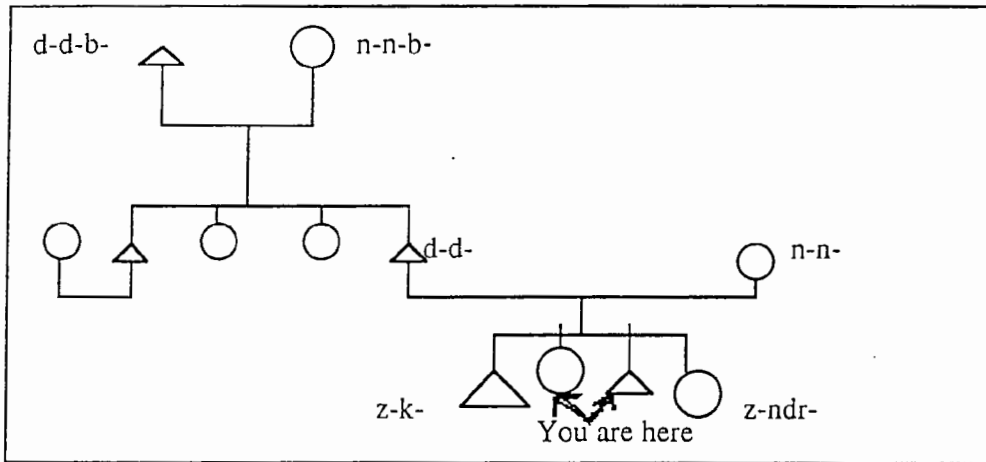 d-d-b-
n-n-b-
d-d-
n-n-
z-k-
z-ndr-
You are here